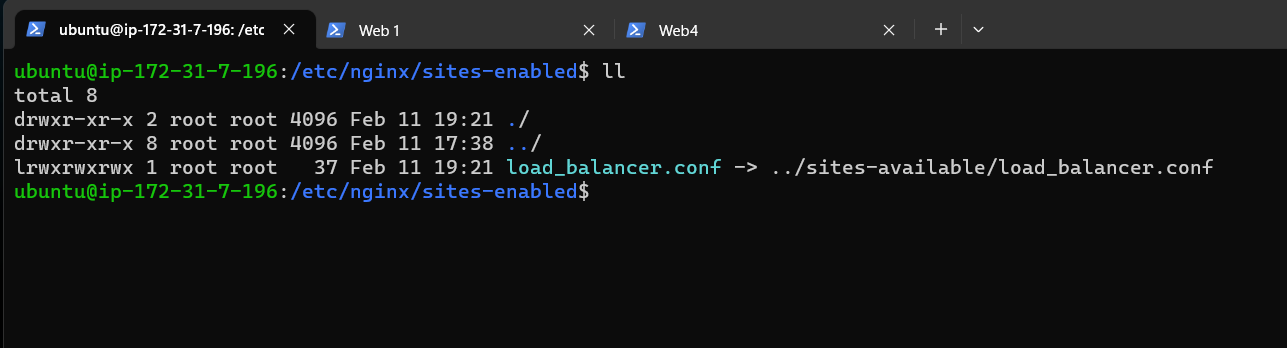 ubuntu@ip-172-31-7-196: /etc
Web 1
Web4
ubuntu@ip-172-31-7-196:/etc/nginx/sites-enabled$ ll
total 8
drwxr-xr-x 2 root root 4096 Feb 11 19:21 ./
drwxr-xr-x 8 root root 4096 Feb 11 17:38 ../
lrwxrwxrwx 1 root root   37 Feb 11 19:21 load_balancer.conf -> ../sites-available/load_balancer.conf
ubuntu@ip-172-31-7-196:/etc/nginx/sites-enabled$